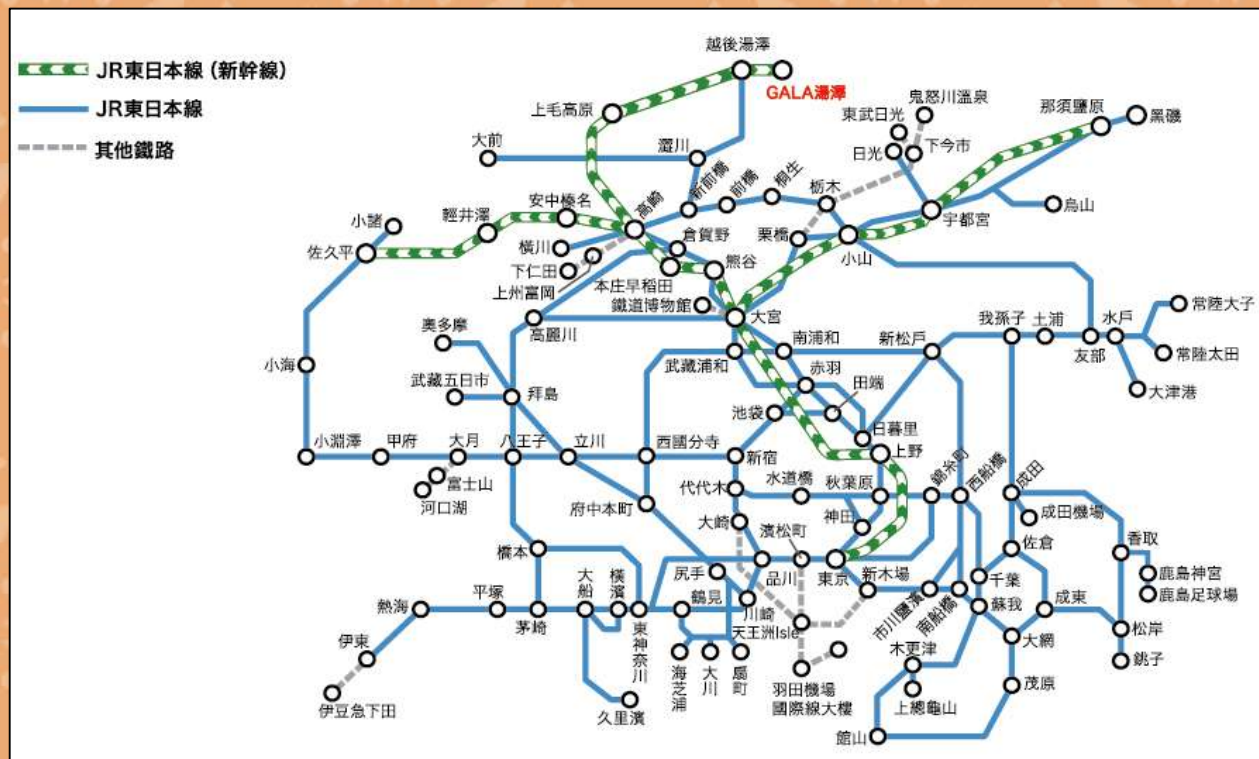 JR東日本線（新幹線）
JR東日本線
其他鐵路
越後湯澤
GALA湯澤
上毛高原
鬼怒川溫泉
東武日光
那須鹽原
黑磯
大前
澀川
日光
下今市
新前橋
前橋
桐生
栃木
小諸
輕井澤
安中榛名
高崎
倉賀野
栗橋
宇都宮
烏山
佐久平
橫川
下仁田
上州富岡
本庄早稻田
熊谷
小山
鐵道博物館
大宮
高麗川
奧多摩
南浦和
新松戶
我孫子
土浦
友部
水戶
常陸大子
常陸太田
大津港
小海
武藏五日市
拜島
武藏浦和
赤羽
田端
池袋
日暮里
上野
小淵澤
甲府
大月
八王子
立川
西國分寺
新宿
富士山
河口湖
府中本町
代代木
水道橋
秋葉原
錦糸町
西船橋
成田
成田機場
大崎
濱松町
神田
佐倉
香取
橋本
尻手
品川
東京
新木場
市川鹽濱
南船橋
千葉
蘇我
成東
鹿島神宮
鹿島足球場
熱海
平塚
茅崎
大船
橫濱
東神奈川
鶴見
川崎
天王洲Isle
木更津
大網
松岸
銚子
伊東
伊豆急下田
久里濱
海芝浦
大川
扇町
羽田機場
國際線大樓
上總龜山
茂原
館山